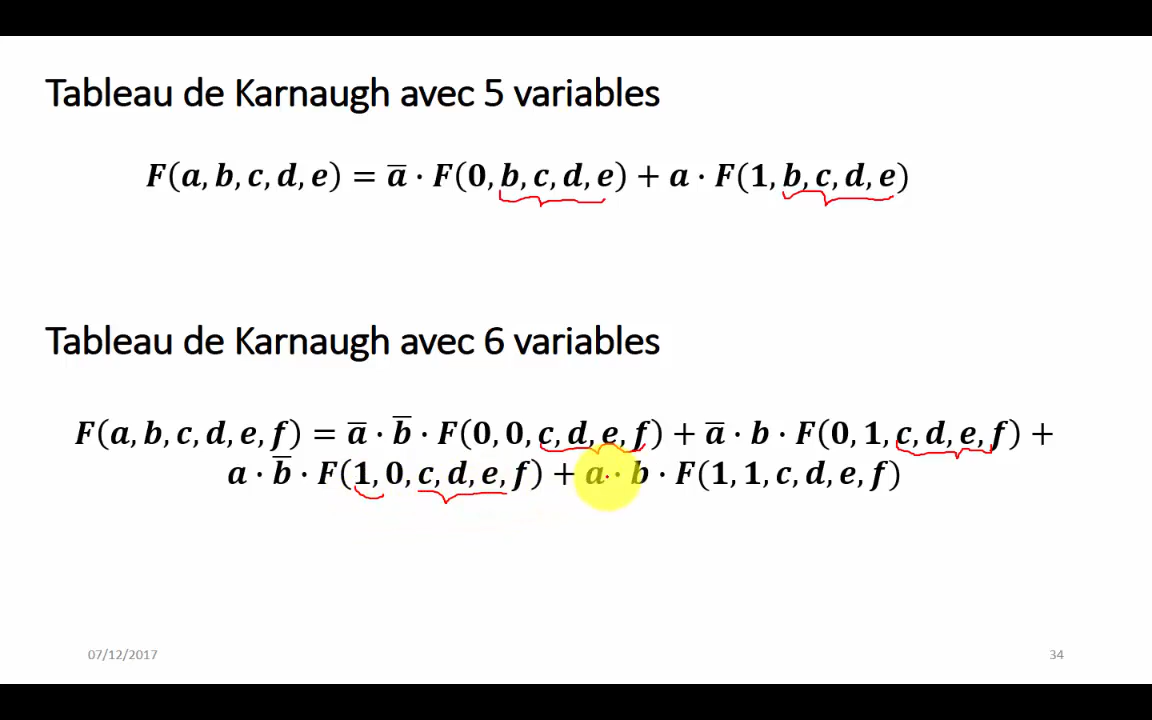 Tableau de Karnaugh avec 5 variables
F(a, b, c, d, e) = a̅ · F(0, b, c, d, e) + a · F(1, b, c, d, e)
Tableau de Karnaugh avec 6 variables
F(a, b, c, d, e, f) = a̅ · b̅ · F(0, 0, c, d, e, f) + a̅ · b · F(0, 1, c, d, e, f) +
a · b̅ · F(1, 0, c, d, e, f) + a · b · F(1, 1, c, d, e, f)
07/12/2017
34